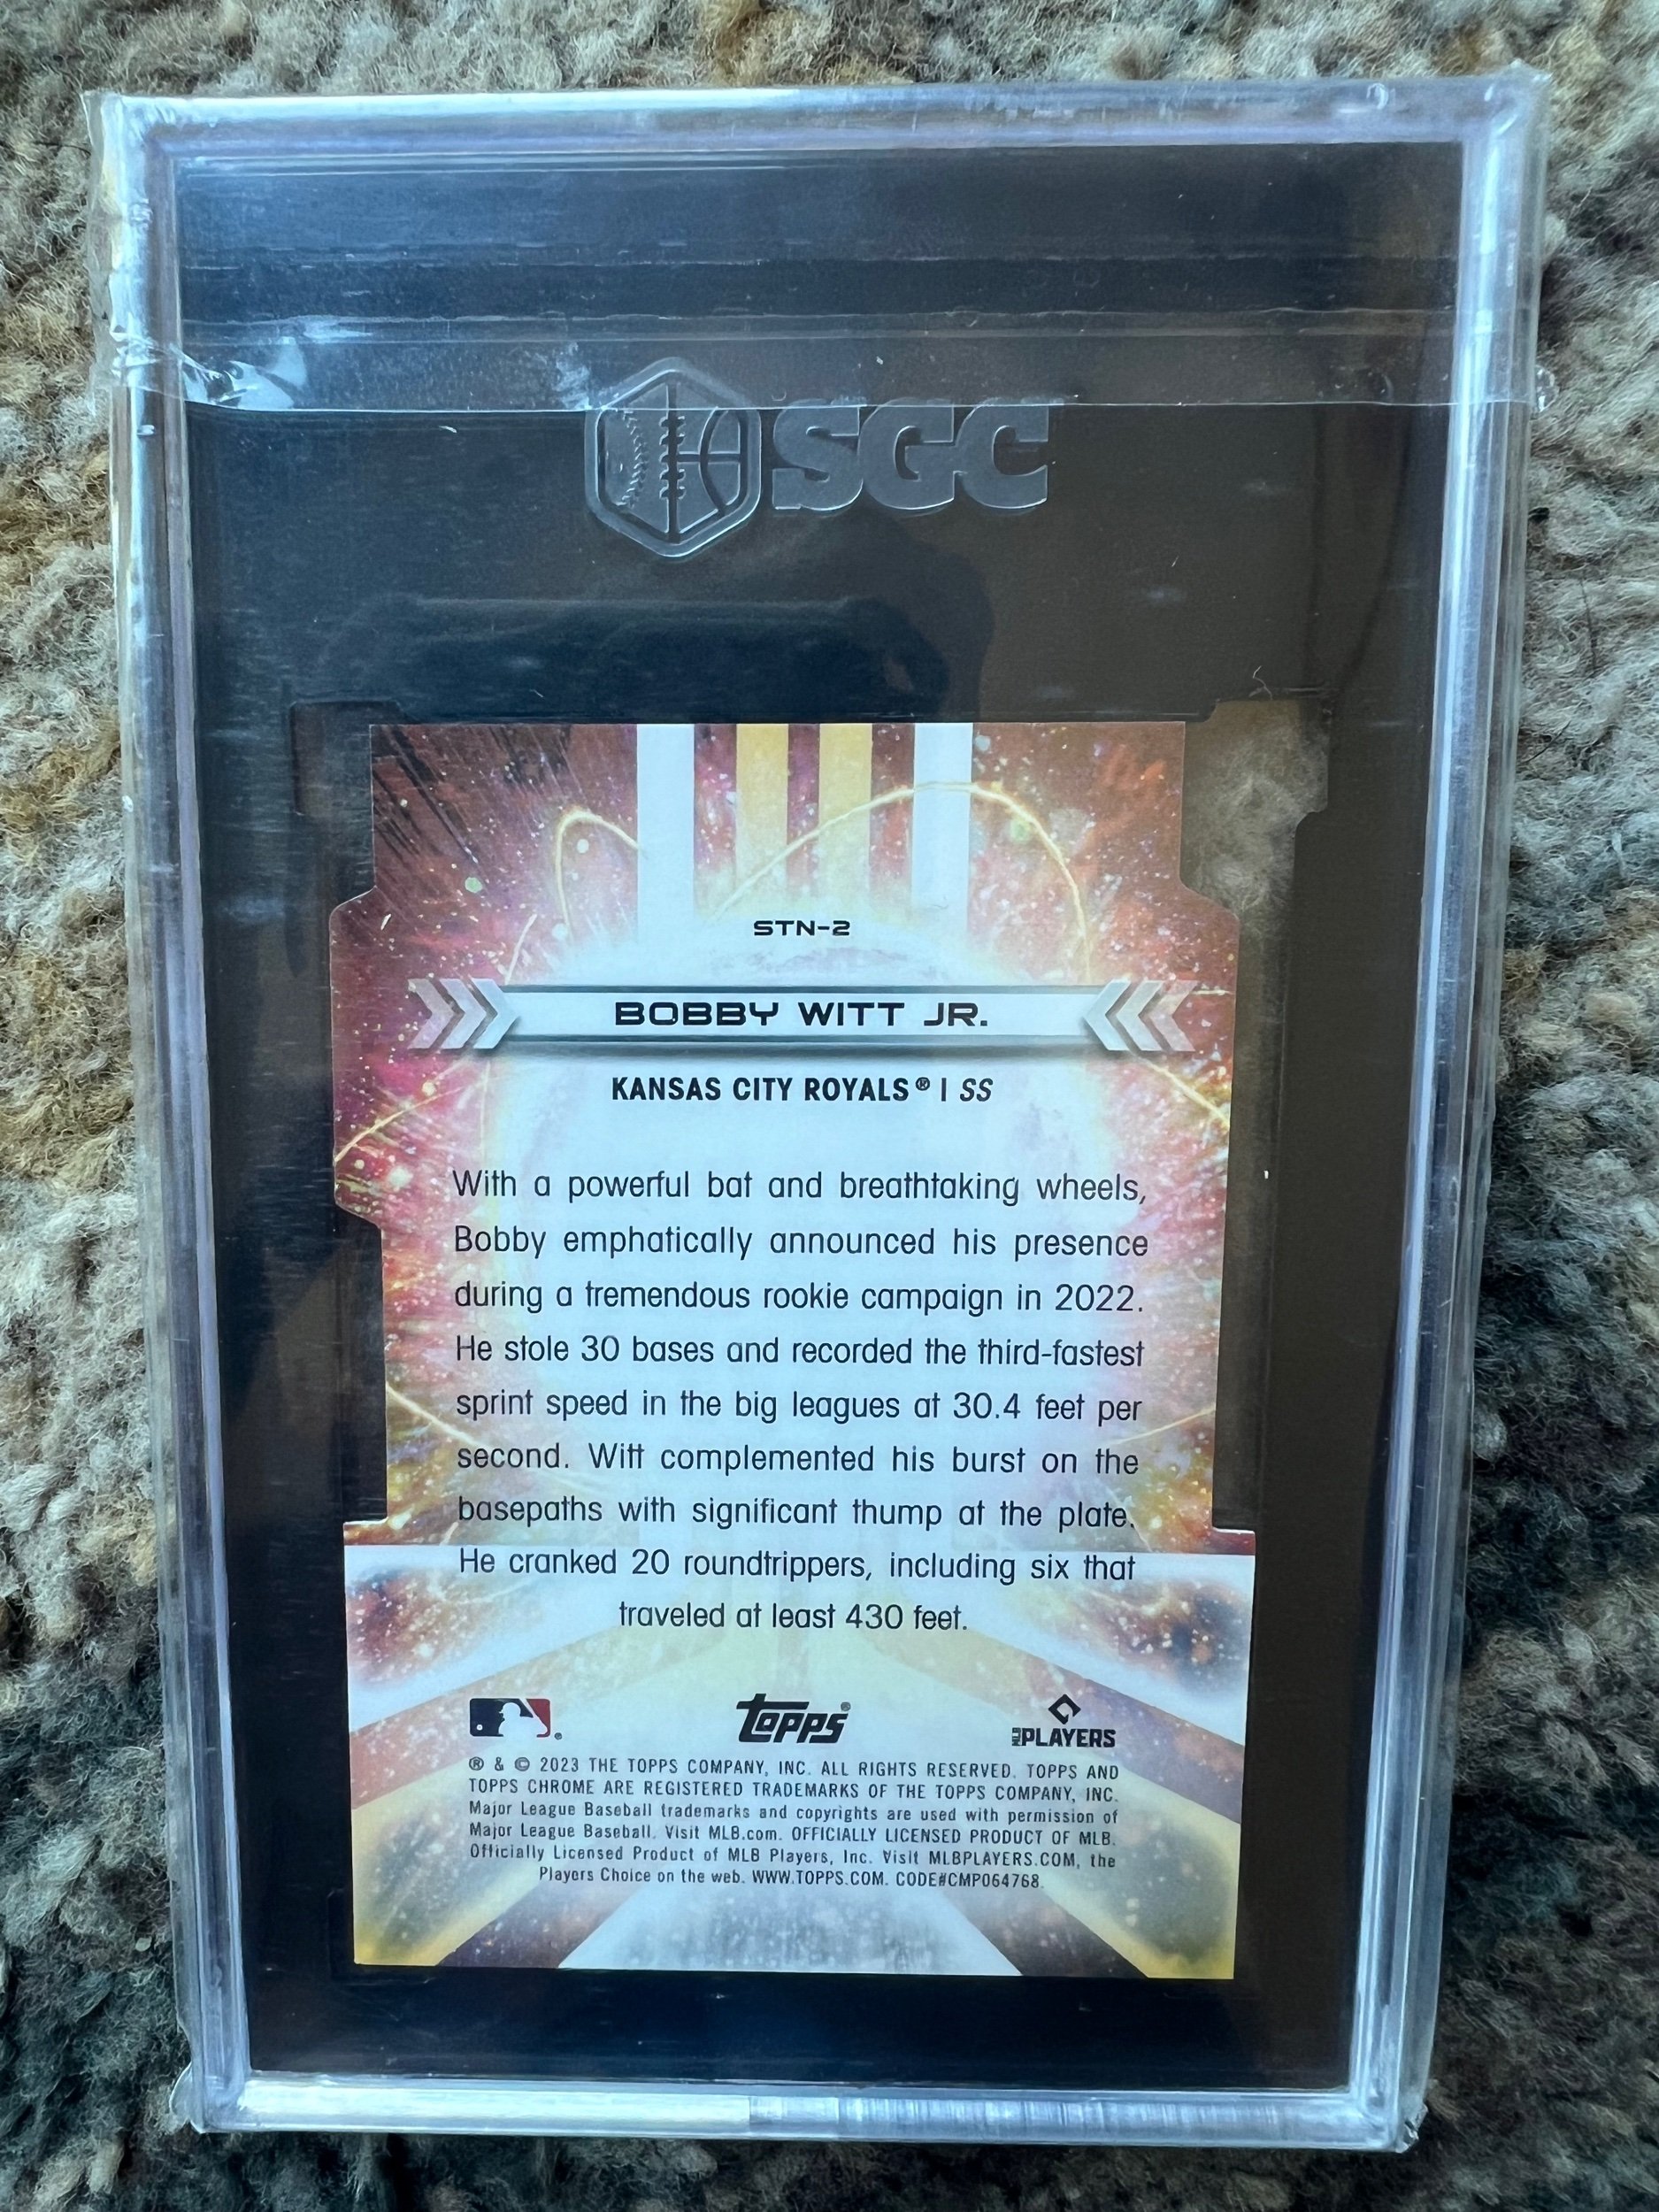 SGC
STN-2
BOBBY WITT JR.
KANSAS CITY ROYALS® | SS
With a powerful bat and breathtaking wheels,
Bobby emphatically announced his presence
during a tremendous rookie campaign in 2022.
He stole 30 bases and recorded the third-fastest
sprint speed in the big leagues at 30.4 feet per
second. Witt complemented his burst on the
basepaths with significant thump at the plate.
He cranked 20 roundtrippers, including six that
traveled at least 430 feet.
® topps® MLB PLAYERS
® & © 2023 THE TOPPS COMPANY, INC. ALL RIGHTS RESERVED. TOPPS AND
TOPPS CHROME ARE REGISTERED TRADEMARKS OF THE TOPPS COMPANY, INC.
Major League Baseball trademarks and copyrights are used with permission of
Major League Baseball. Visit MLB.com. OFFICIALLY LICENSED PRODUCT OF MLB.
Officially Licensed Product of MLB Players, Inc. Visit MLBPLAYERS.COM, the
Players Choice on the web. WWW.TOPPS.COM. CODE#CMP064768.